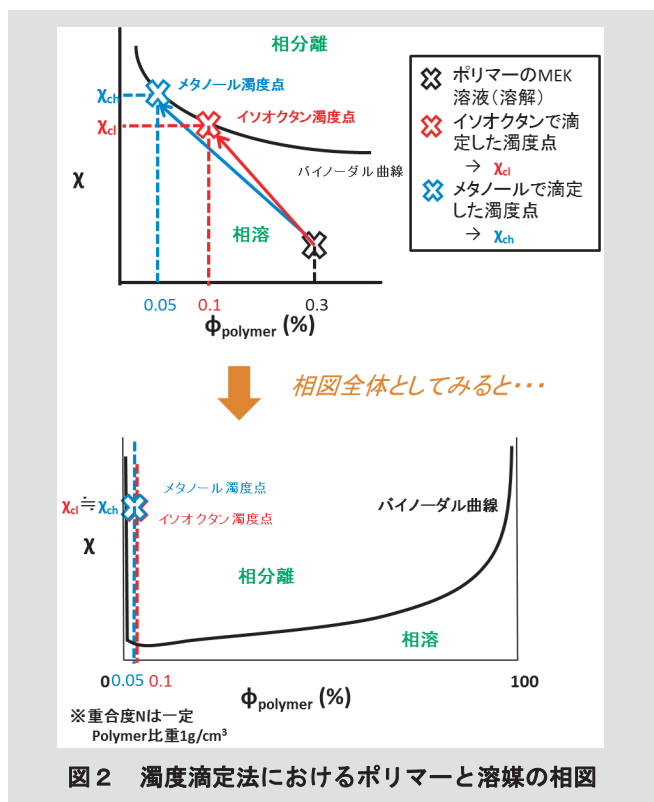 相分離
メタノール濁度点
イソオクタン濁度点
χch
χcl
χ
バイノーダル曲線
相溶
0.05
0.1
0.3
ϕpolymer (%)
ポリマーのMEK
溶液(溶解)
イソオクタンで滴
定した濁度点
→ χcl
メタノールで滴定
した濁度点
→ χch
相図全体としてみると・・・
メタノール濁度点
イソオクタン濁度点
χcl≒χch
χ
バイノーダル曲線
相分離
相溶
0
0.05
0.1
100
ϕpolymer (%)
※重合度Nは一定
Polymer比重1g/cm³
図2 濁度滴定法におけるポリマーと溶媒の相図